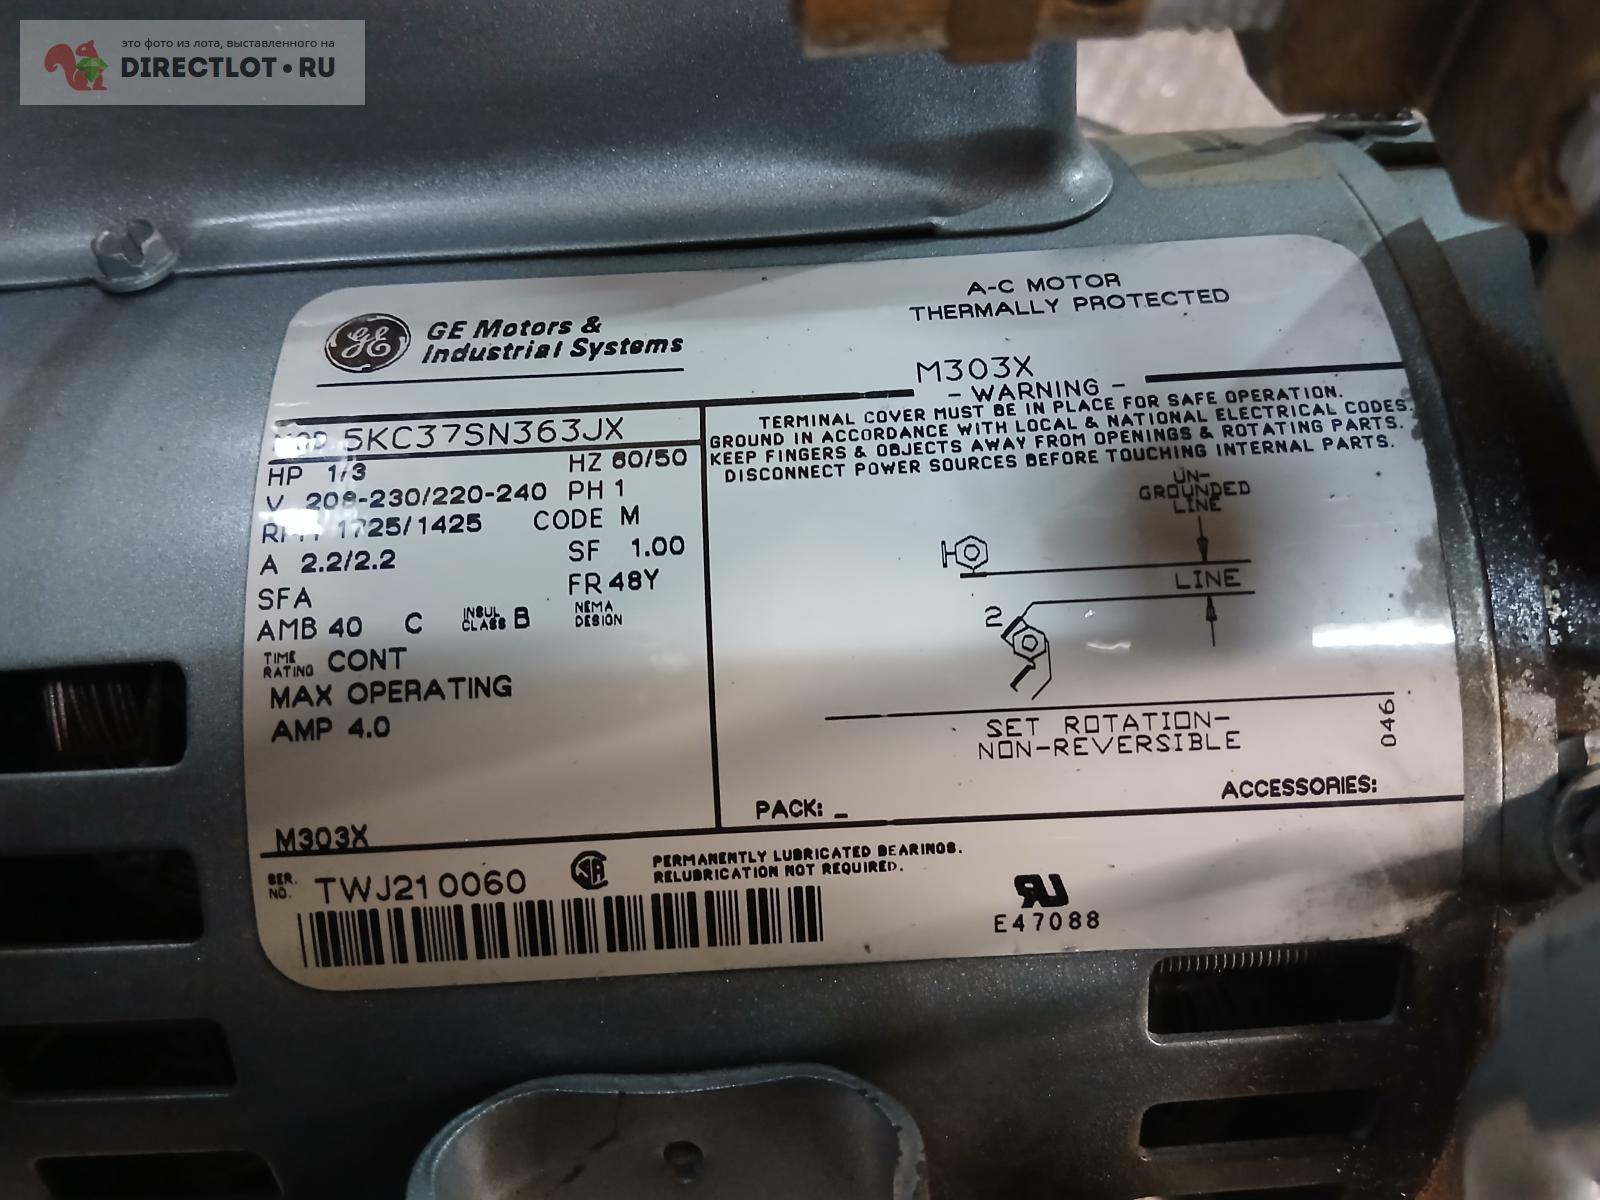 это фото из лота, выставленного на
DIRECTLOT•RU
A-C MOTOR
THERMALLY PROTECTED
GE
GE Motors &
Industrial Systems
M303X
- WARNING -
TERMINAL COVER MUST BE IN PLACE FOR SAFE OPERATION.
GROUND IN ACCORDANCE WITH LOCAL & NATIONAL ELECTRICAL CODES.
KEEP FINGERS & OBJECTS AWAY FROM OPENINGS & ROTATING PARTS.
DISCONNECT POWER SOURCES BEFORE TOUCHING INTERNAL PARTS.
MOD 5KC37SN363JX
HP 1/3 HZ 60/50
V 208-230/220-240 PH 1
RPM 1725/1425 CODE M
A 2.2/2.2 SF 1.00
SFA FR 48Y
AMB 40 C INSUL CLASS B NEMA DESIGN
TIME RATING CONT
MAX OPERATING
AMP 4.0
M303X
UN-
GROUNDED
LINE
LINE
2
SET ROTATION-
NON-REVERSIBLE
046
PACK: _
ACCESSORIES:
SER. NO. TWJ210060
PERMANENTLY LUBRICATED BEARINGS.
RELUBRICATION NOT REQUIRED.
E47088